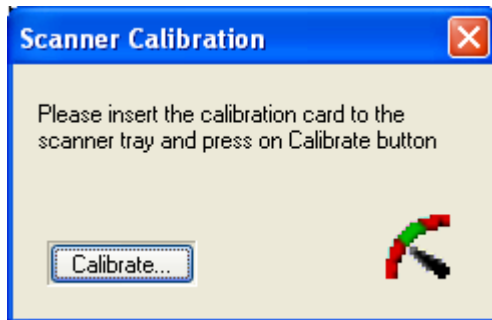 Scanner Calibration
Please insert the calibration card to the
scanner tray and press on Calibrate button
Calibrate...